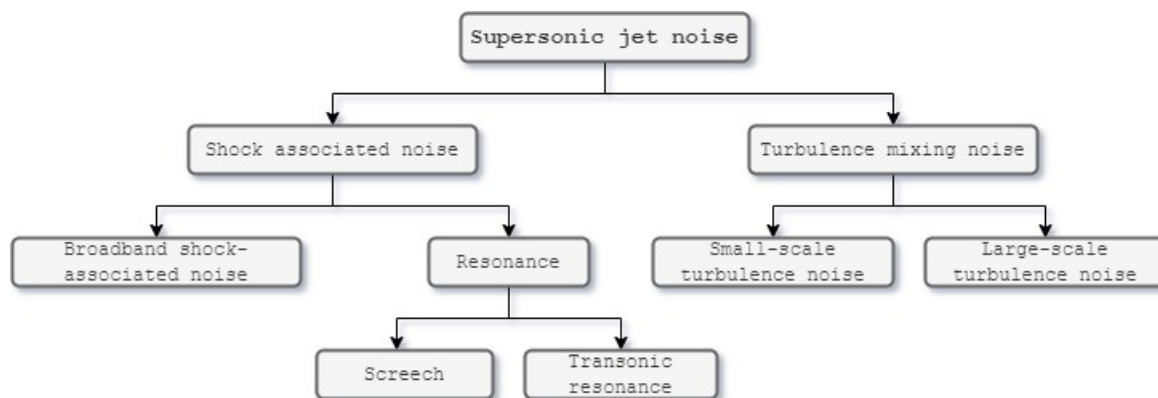 Supersonic jet noise
Shock associated noise
Turbulence mixing noise
Broadband shock-
associated noise
Resonance
Small-scale
turbulence noise
Large-scale
turbulence noise
Screech
Transonic
resonance